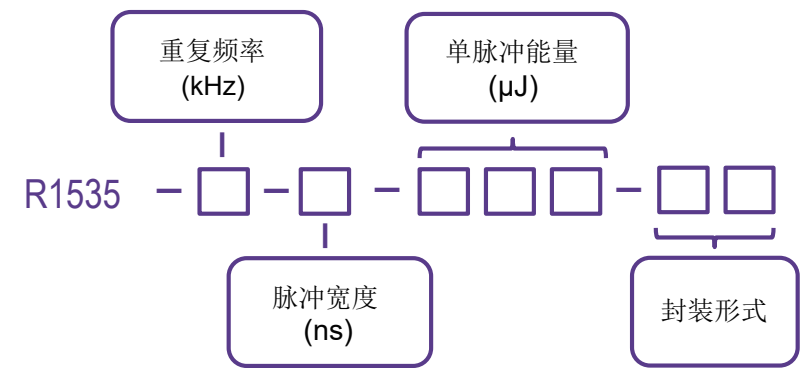 重复频率
(kHz)
单脉冲能量
(μJ)
R1535 – □ – □ – □□□ – □□
脉冲宽度
(ns)
封装形式